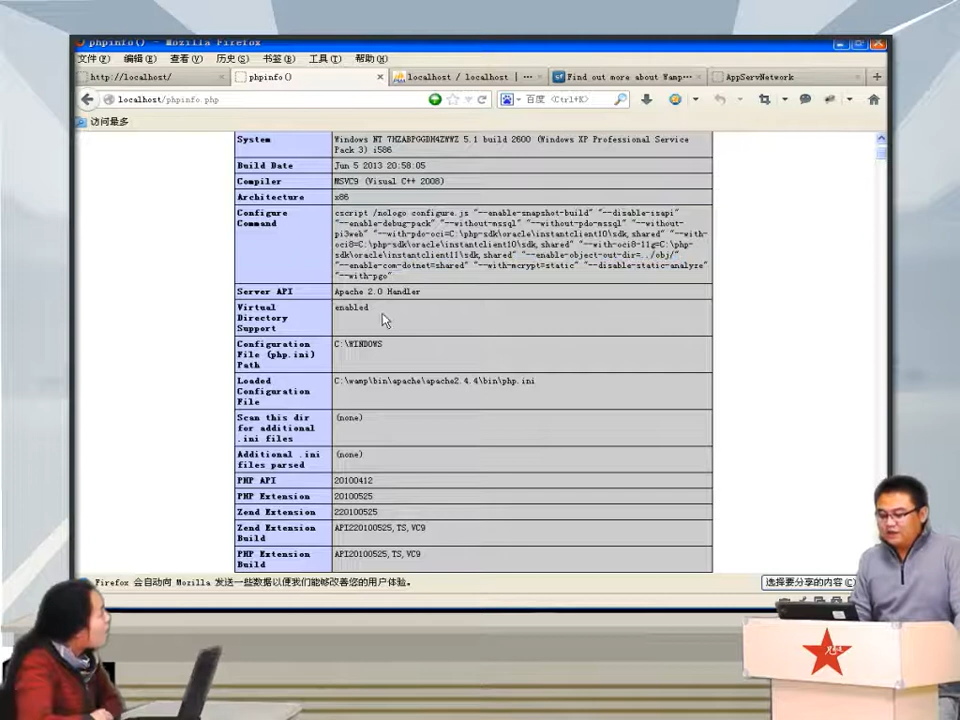 phpinfo() - Mozilla Firefox
文件(F) 编辑(E) 查看(V) 历史(S) 书签(B) 工具(T) 帮助(H)
http://localhost/ phpinfo() localhost / localhost | ... Find out more about Wamp... AppServNetwork
localhost/phpinfo.php 百度 <Ctrl+K>
访问最多
System Windows NT 7HZABPGGDM4ZWWZ 5.1 build 2600 (Windows XP Professional Service
Pack 3) i586
Build Date Jun 5 2013 20:58:05
Compiler MSVC9 (Visual C++ 2008)
Architecture x86
Configure Command cscript /nologo configure.js "--enable-snapshot-build" "--disable-isapi"
"--enable-debug-pack" "--without-mssql" "--without-pdo-mssql" "--without-
pi3web" "--with-pdo-oci=C:\php-sdk\oracle\instantclient10\sdk,shared" "--with-
oci8=C:\php-sdk\oracle\instantclient10\sdk,shared" "--with-oci8-11g=C:\php-
sdk\oracle\instantclient11\sdk,shared" "--enable-object-out-dir=../obj/"
"--enable-com-dotnet=shared" "--with-mcrypt=static" "--disable-static-analyze"
"--with-pgo"
Server API Apache 2.0 Handler
Virtual Directory Support enabled
Configuration File (php.ini) Path C:\WINDOWS
Loaded Configuration File C:\wamp\bin\apache\apache2.4.4\bin\php.ini
Scan this dir for additional .ini files (none)
Additional .ini files parsed (none)
PHP API 20100412
PHP Extension 20100525
Zend Extension 220100525
Zend Extension Build API220100525,TS,VC9
PHP Extension Build API20100525,TS,VC9
Firefox 会自动向 Mozilla 发送一些数据以便我们能够改善您的用户体验。 选择要分享的内容(C)